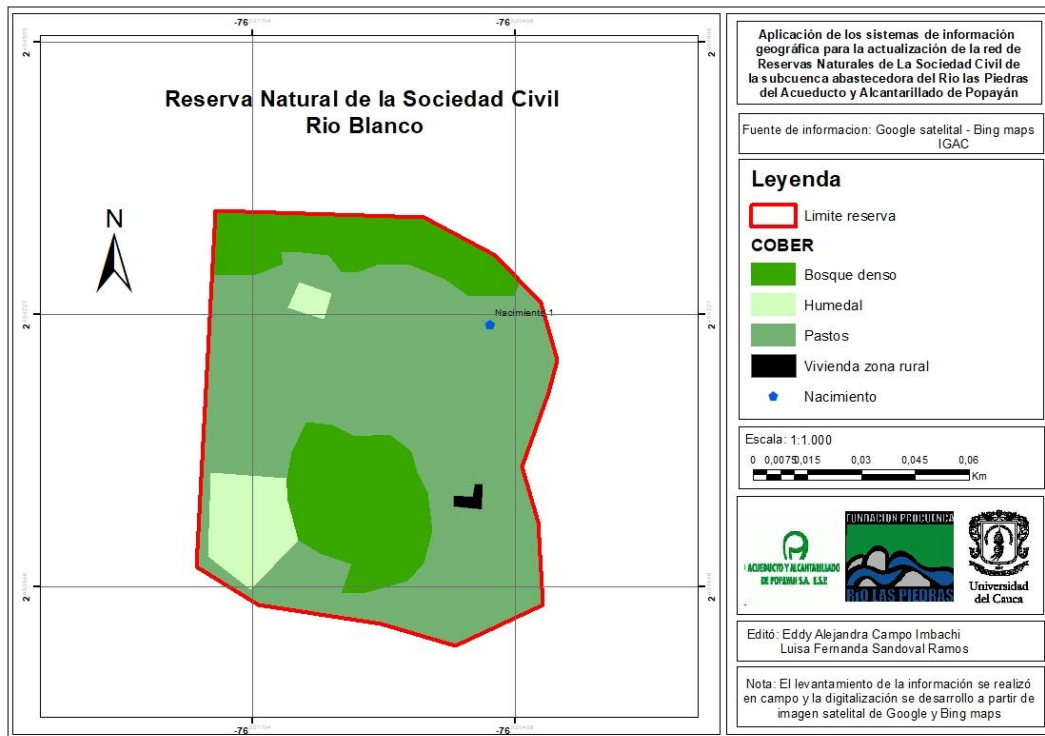 -76
-76
Reserva Natural de la Sociedad Civil
Rio Blanco
N
Nacimiento 1
2
2
2
2
2
2
-76
-76
Aplicación de los sistemas de información
geográfica para la actualización de la red de
Reservas Naturales de La Sociedad Civil de
la subcuenca abastecedora del Rio las Piedras
del Acueducto y Alcantarillado de Popayán
Fuente de informacion: Google satelital - Bing maps
IGAC
Leyenda
Limite reserva
COBER
Bosque denso
Humedal
Pastos
Vivienda zona rural
Nacimiento
Escala: 1:1.000
0 0,0075 0,015 0,03 0,045 0,06
Km
ACUEDUCTO Y ALCANTARILLADO
DE POPAYAN S.A. E.S.P.
FUNDACION PROCUENCA
RIO LAS PIEDRAS
Universidad
del Cauca
Editó: Eddy Alejandra Campo Imbachi
Luisa Fernanda Sandoval Ramos
Nota: El levantamiento de la información se realizó
en campo y la digitalización se desarrollo a partir de
imagen satelital de Google y Bing maps